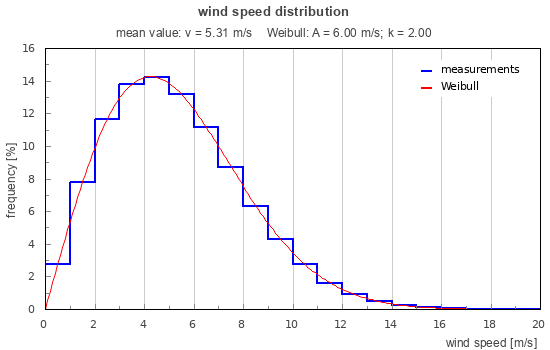 wind speed distribution
mean value: v = 5.31 m/s    Weibull: A = 6.00 m/s; k = 2.00
measurements
Weibull
frequency [%]
16
14
12
10
8
6
4
2
0
0 2 4 6 8 10 12 14 16 18 20
wind speed [m/s]